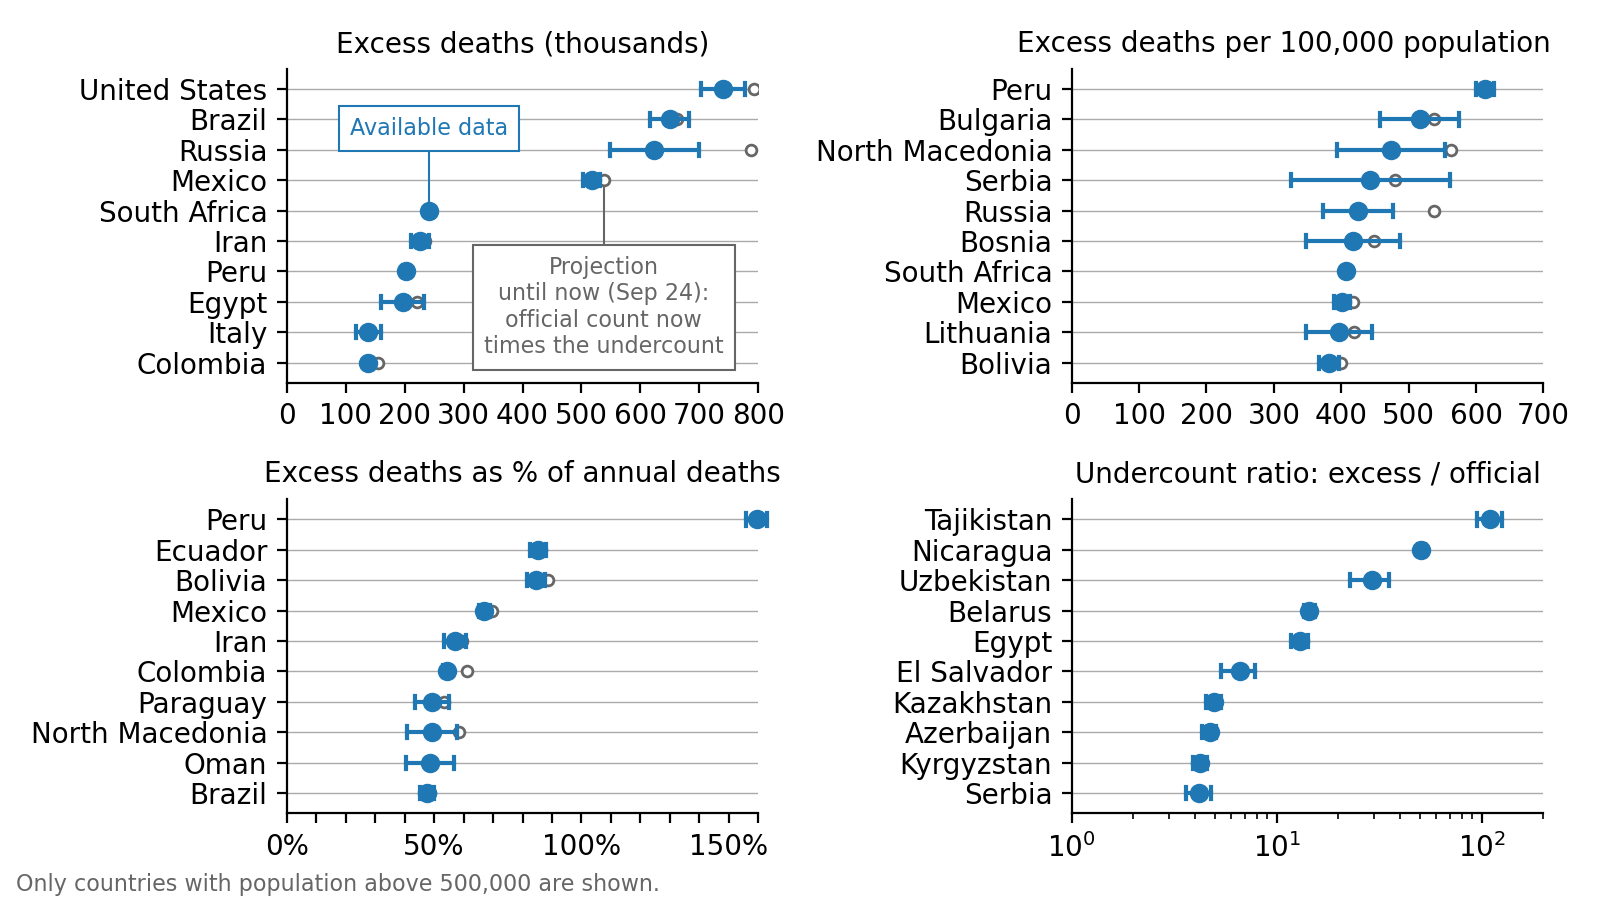 Excess deaths (thousands)
United States
Brazil
Russia
Mexico
South Africa
Iran
Peru
Egypt
Italy
Colombia
Available data
Projection
until now (Sep 24):
official count now
times the undercount
0 100 200 300 400 500 600 700 800
Excess deaths per 100,000 population
Peru
Bulgaria
North Macedonia
Serbia
Russia
Bosnia
South Africa
Mexico
Lithuania
Bolivia
0 100 200 300 400 500 600 700
Excess deaths as % of annual deaths
Peru
Ecuador
Bolivia
Mexico
Iran
Colombia
Paraguay
North Macedonia
Oman
Brazil
0% 50% 100% 150%
Undercount ratio: excess / official
Tajikistan
Nicaragua
Uzbekistan
Belarus
Egypt
El Salvador
Kazakhstan
Azerbaijan
Kyrgyzstan
Serbia
10⁰ 10¹ 10²
Only countries with population above 500,000 are shown.